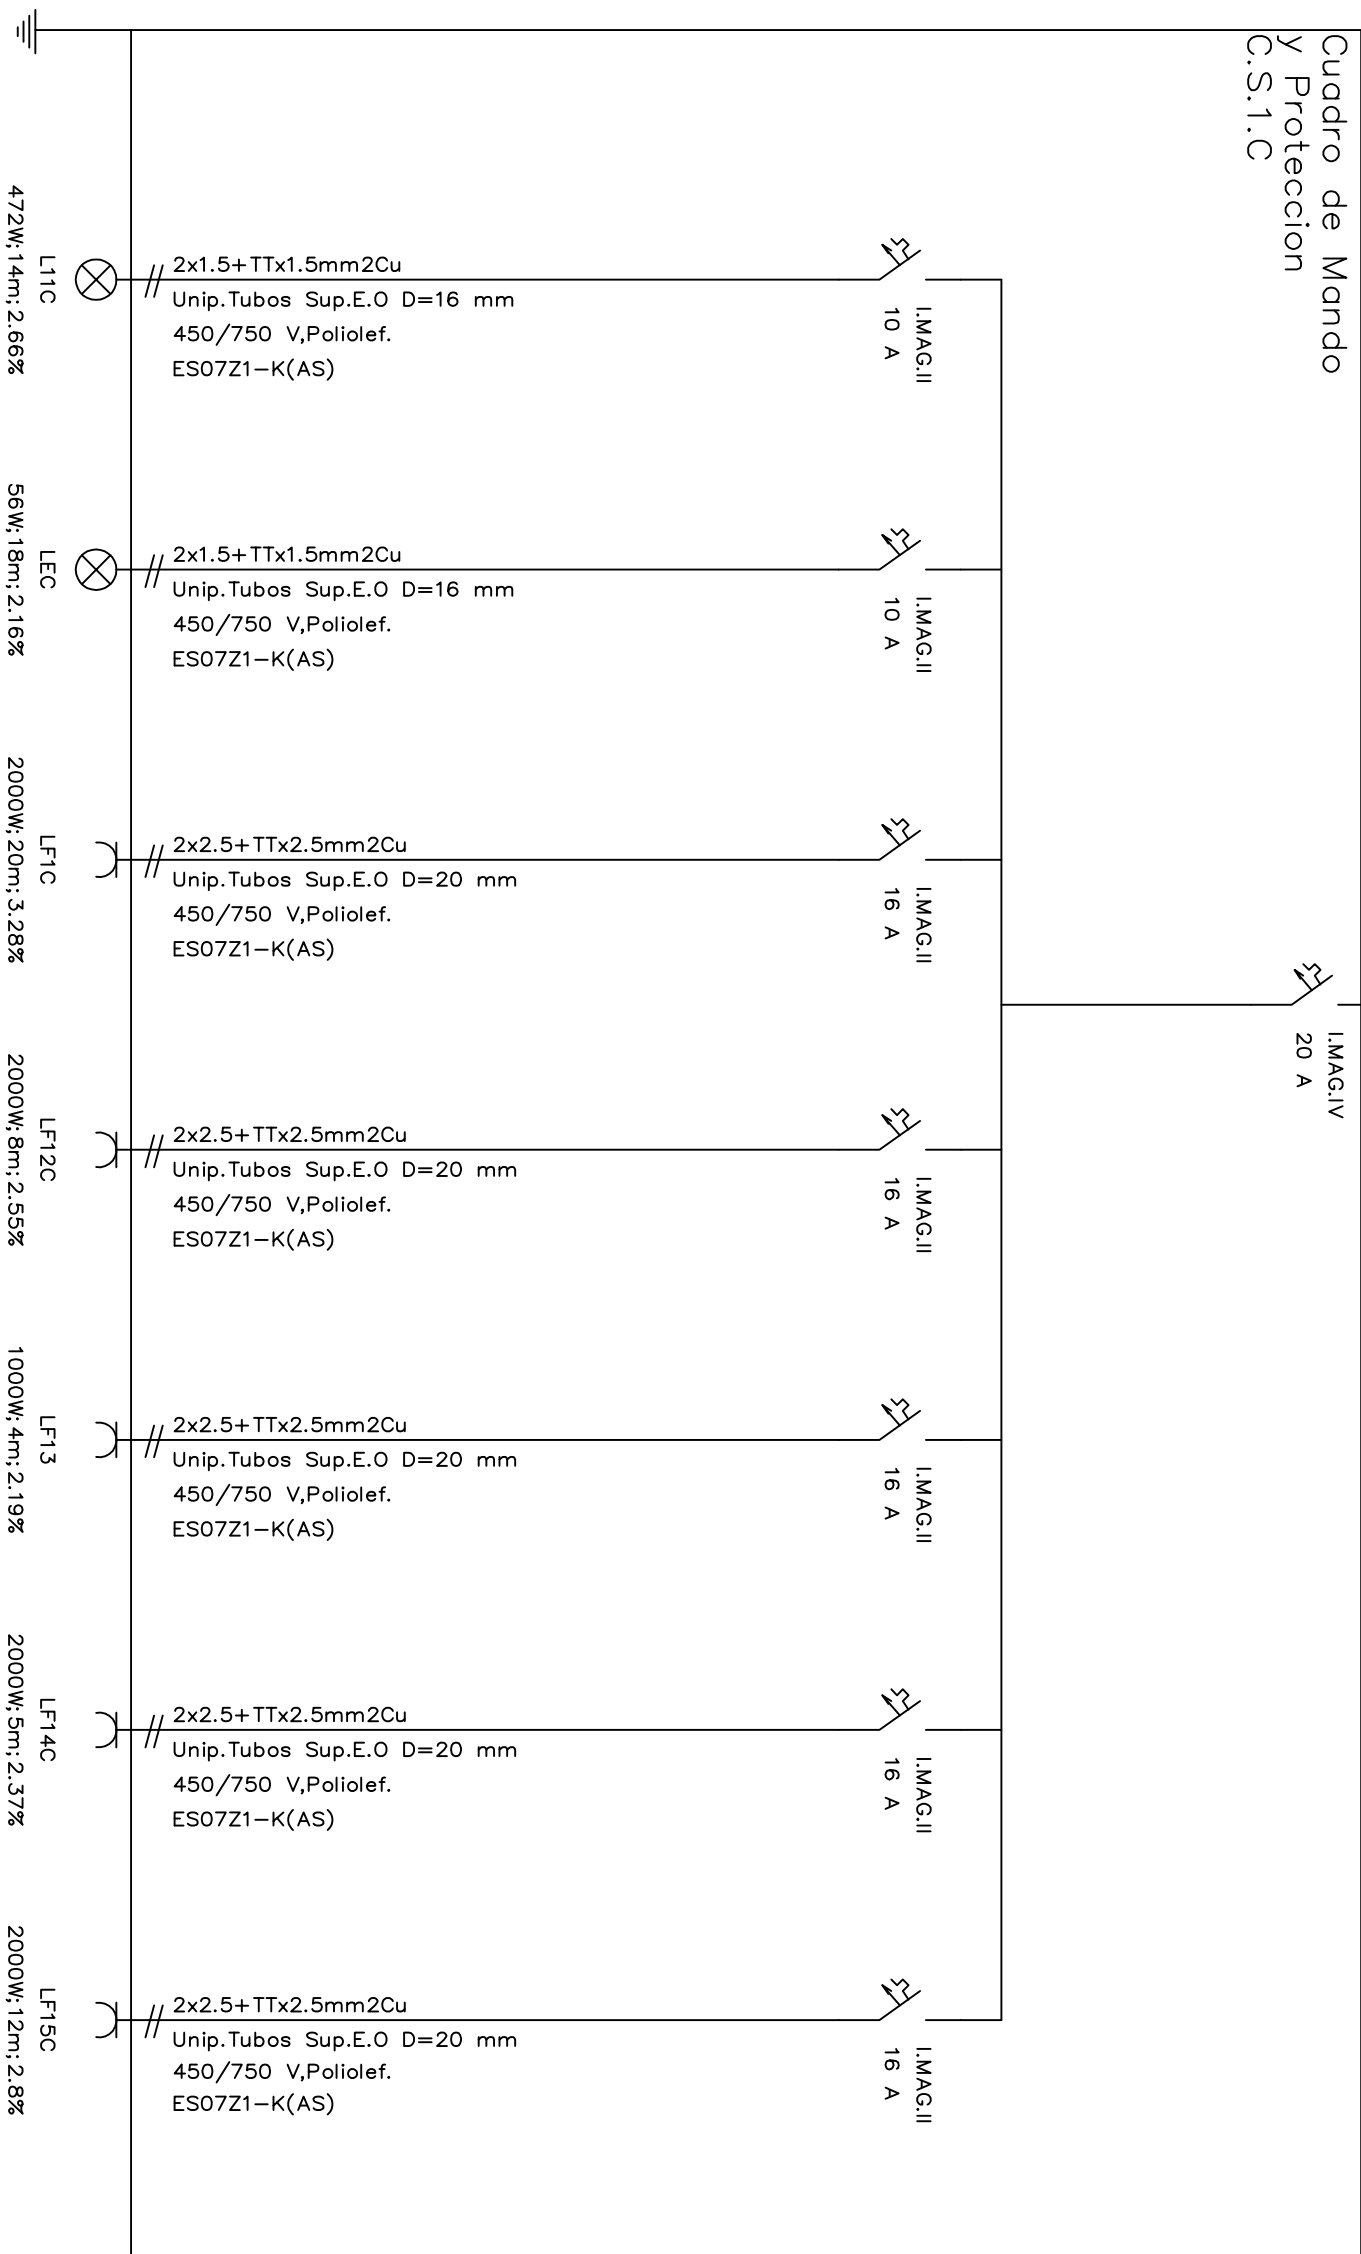 Cuadro de Mando
y Proteccion
C.S.1.C
I.MAG.IV
20 A
I.MAG.II
10 A
2x1.5+TTx1.5mm2Cu
Unip.Tubos Sup.E.O D=16 mm
450/750 V,Poliolef.
ES07Z1-K(AS)
L11C
472W;14m;2.66%
I.MAG.II
10 A
2x1.5+TTx1.5mm2Cu
Unip.Tubos Sup.E.O D=16 mm
450/750 V,Poliolef.
ES07Z1-K(AS)
LEC
56W;18m;2.16%
I.MAG.II
16 A
2x2.5+TTx2.5mm2Cu
Unip.Tubos Sup.E.O D=20 mm
450/750 V,Poliolef.
ES07Z1-K(AS)
LF1C
2000W;20m;3.28%
I.MAG.II
16 A
2x2.5+TTx2.5mm2Cu
Unip.Tubos Sup.E.O D=20 mm
450/750 V,Poliolef.
ES07Z1-K(AS)
LF12C
2000W;8m;2.55%
I.MAG.II
16 A
2x2.5+TTx2.5mm2Cu
Unip.Tubos Sup.E.O D=20 mm
450/750 V,Poliolef.
ES07Z1-K(AS)
LF13
1000W;4m;2.19%
I.MAG.II
16 A
2x2.5+TTx2.5mm2Cu
Unip.Tubos Sup.E.O D=20 mm
450/750 V,Poliolef.
ES07Z1-K(AS)
LF14C
2000W;5m;2.37%
I.MAG.II
16 A
2x2.5+TTx2.5mm2Cu
Unip.Tubos Sup.E.O D=20 mm
450/750 V,Poliolef.
ES07Z1-K(AS)
LF15C
2000W;12m;2.8%